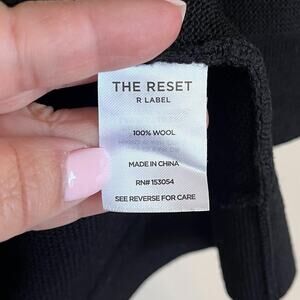 THE RESET
R LABEL
100% WOOL
MADE IN CHINA
RN# 153054
SEE REVERSE FOR CARE